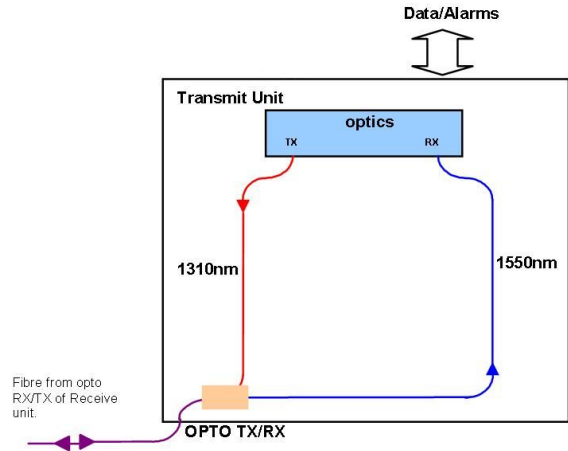 Data/Alarms
Transmit Unit
optics
TX
RX
1310nm
1550nm
Fibre from opto
RX/TX of Receive
unit.
OPTO TX/RX